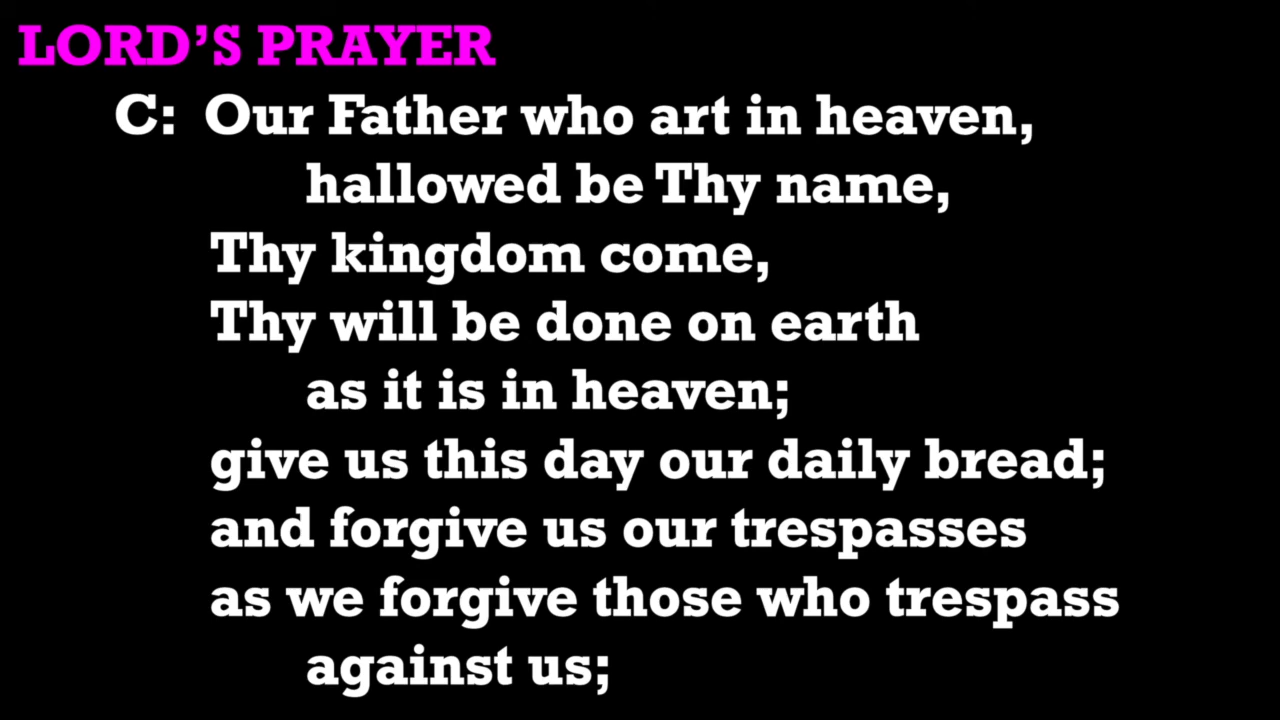 LORD’S PRAYER
C: Our Father who art in heaven,
hallowed be Thy name,
Thy kingdom come,
Thy will be done on earth
as it is in heaven;
give us this day our daily bread;
and forgive us our trespasses
as we forgive those who trespass
against us;